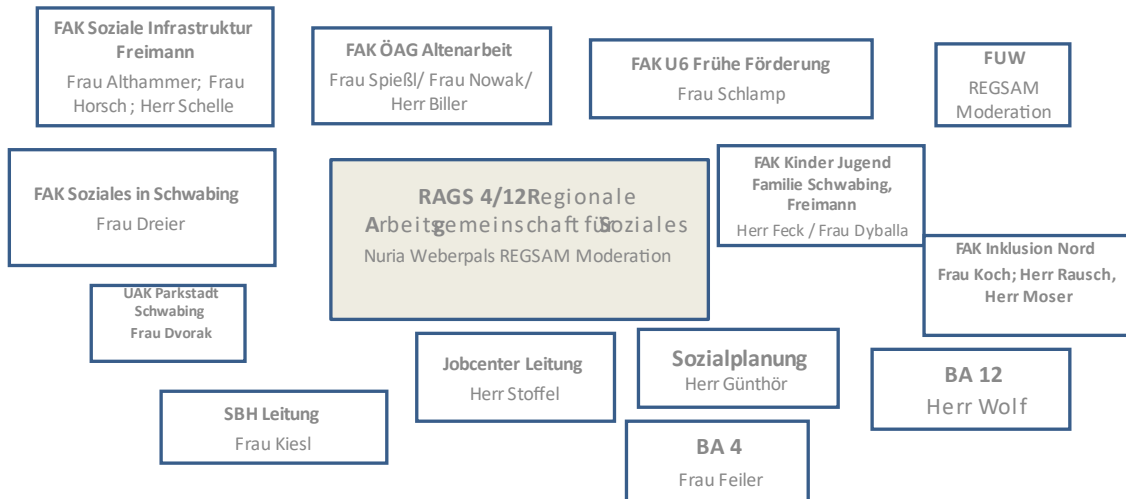 FAK Soziale Infrastruktur
Freimann
Frau Althammer; Frau
Horsch ; Herr Schelle
FAK ÖAG Altenarbeit
Frau Spießl/ Frau Nowak/
Herr Biller
FAK U6 Frühe Förderung
Frau Schlamp
FUW
REGSAM
Moderation
FAK Soziales in Schwabing
Frau Dreier
RAGS 4/12Regionale
Arbeitsgemeinschaft für Soziales
Nuria Weberpals REGSAM Moderation
FAK Kinder Jugend
Familie Schwabing,
Freimann
Herr Feck / Frau Dyballa
FAK Inklusion Nord
Frau Koch; Herr Rausch,
Herr Moser
UAK Parkstadt
Schwabing
Frau Dvorak
Jobcenter Leitung
Herr Stoffel
Sozialplanung
Herr Günthör
BA 12
Herr Wolf
SBH Leitung
Frau Kiesl
BA 4
Frau Feiler